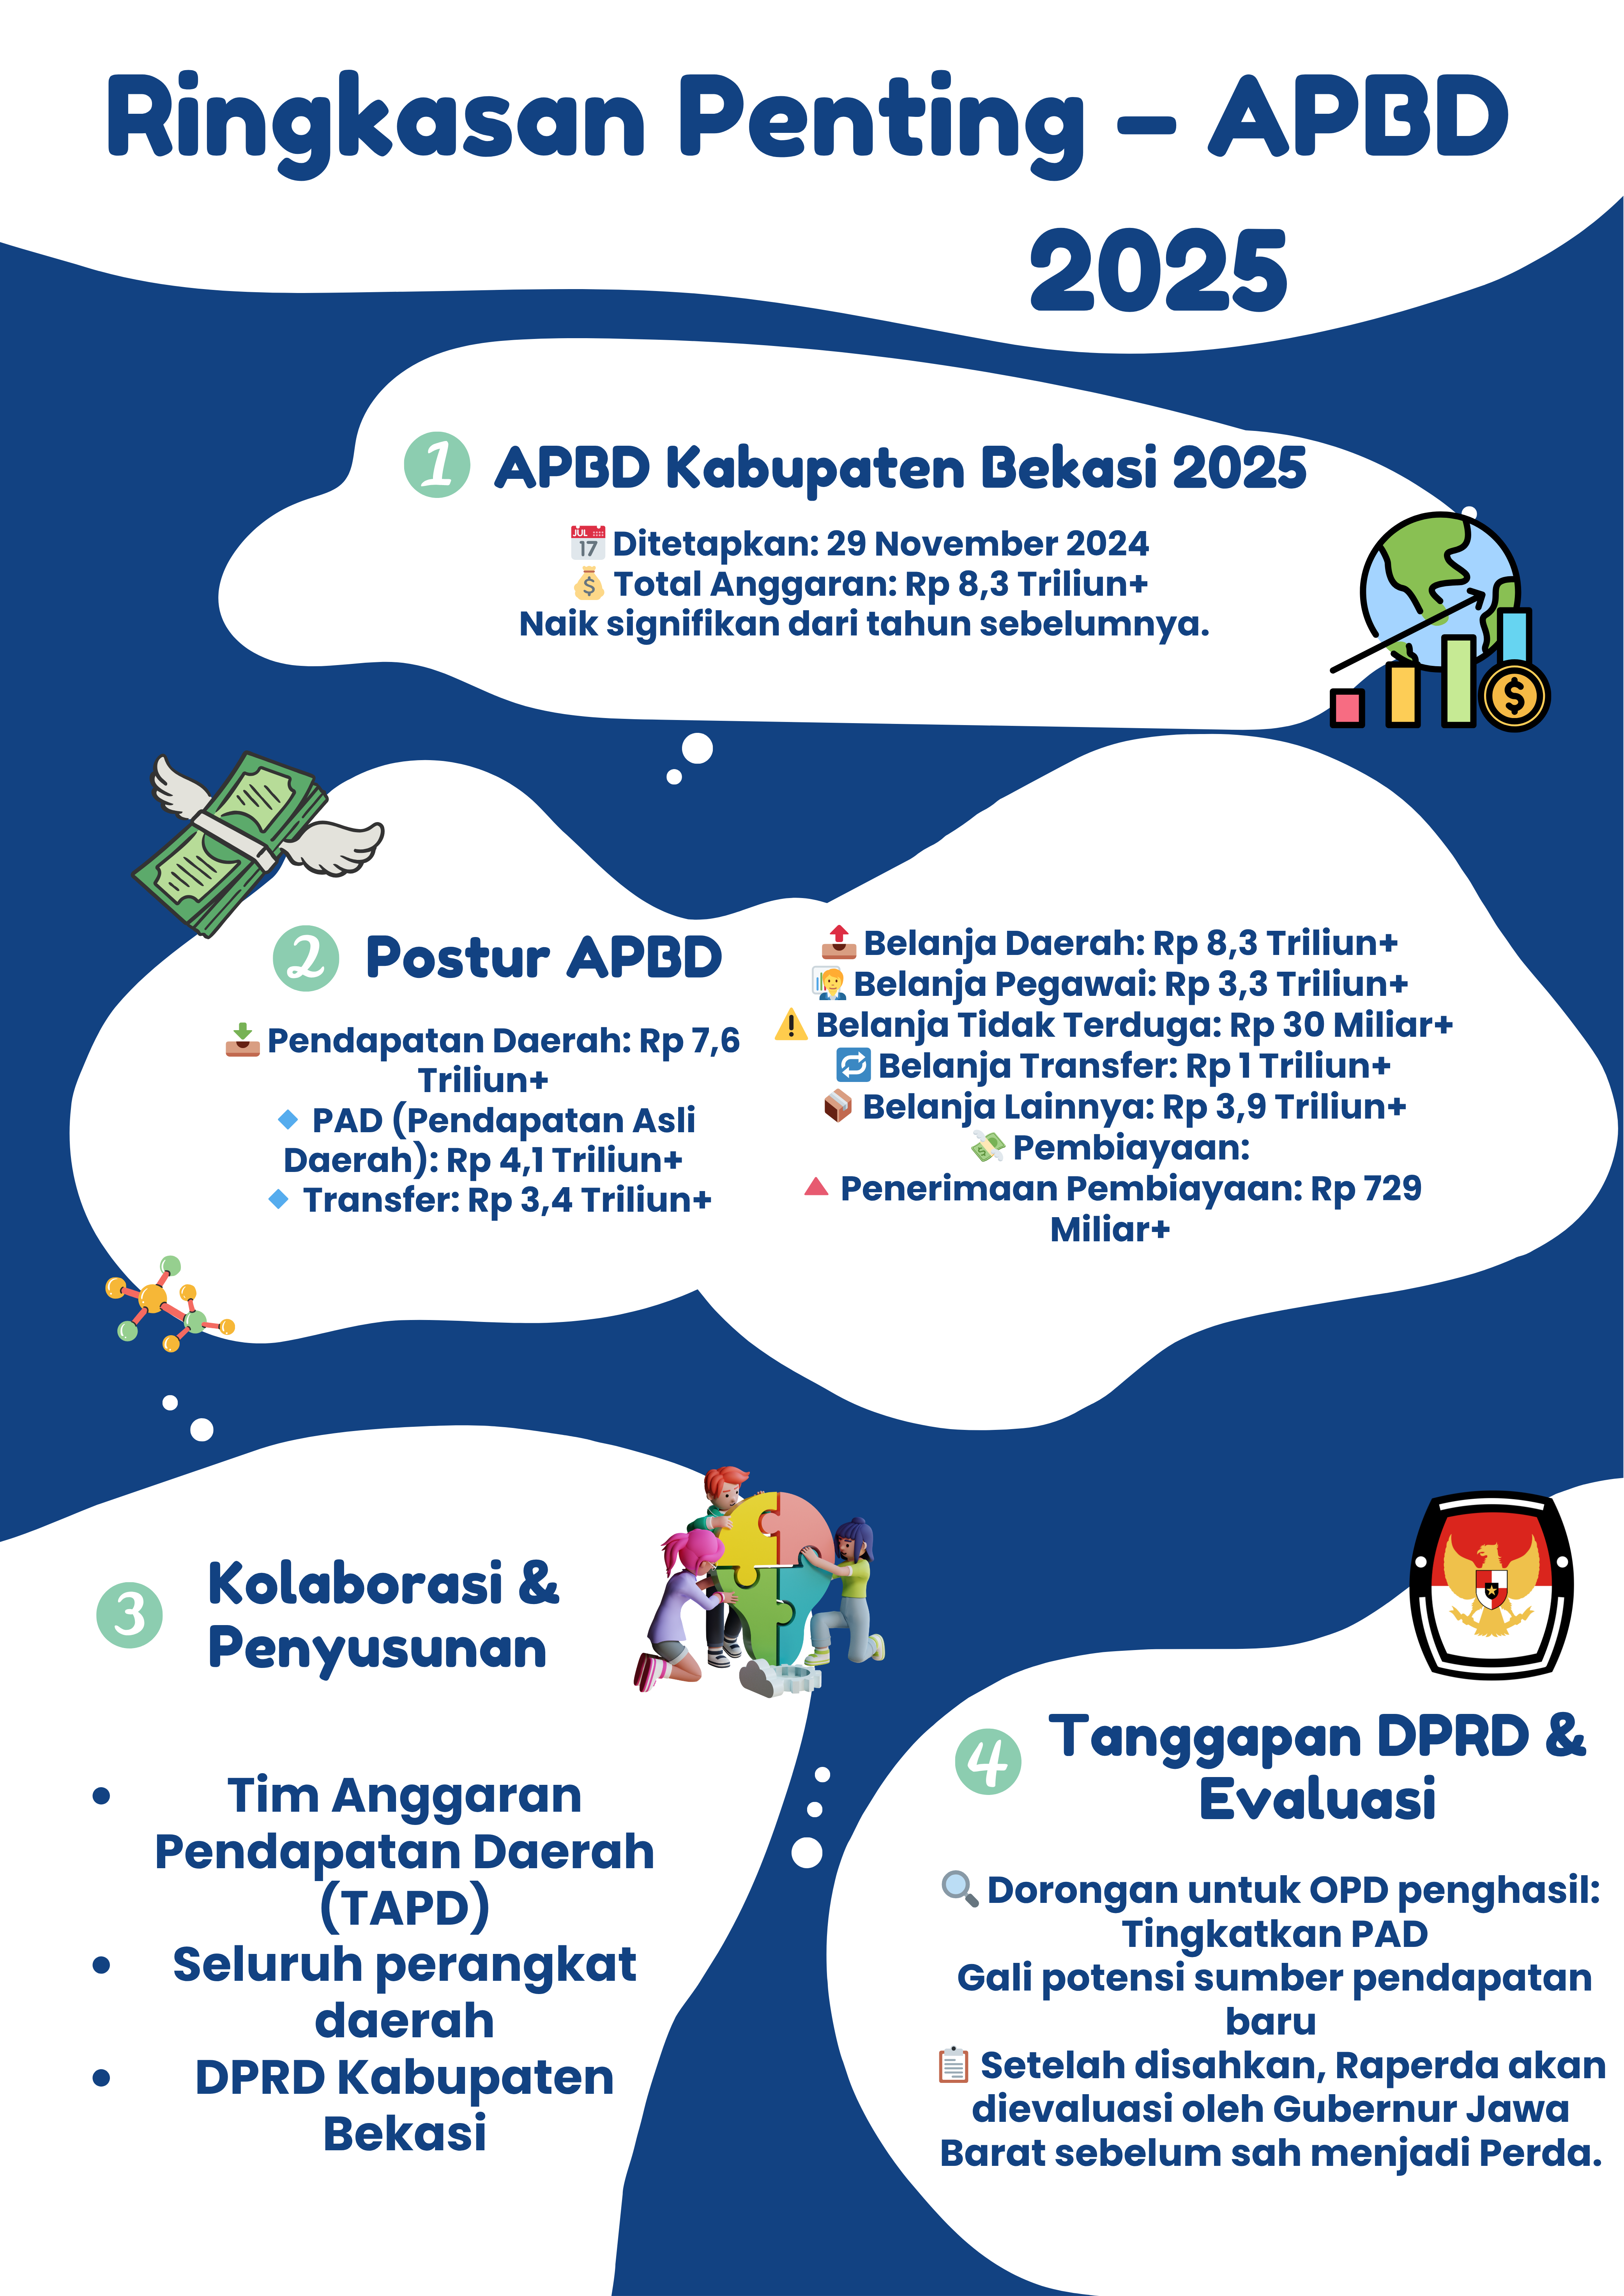 Ringkasan Penting – APBD
2025
1 APBD Kabupaten Bekasi 2025
JUL 17 Ditetapkan: 29 November 2024
$ Total Anggaran: Rp 8,3 Triliun+
Naik signifikan dari tahun sebelumnya.
$
2 Postur APBD
Pendapatan Daerah: Rp 7,6
Triliun+
PAD (Pendapatan Asli
Daerah): Rp 4,1 Triliun+
Transfer: Rp 3,4 Triliun+
Belanja Daerah: Rp 8,3 Triliun+
Belanja Pegawai: Rp 3,3 Triliun+
Belanja Tidak Terduga: Rp 30 Miliar+
Belanja Transfer: Rp 1 Triliun+
Belanja Lainnya: Rp 3,9 Triliun+
Pembiayaan:
Penerimaan Pembiayaan: Rp 729
Miliar+
3 Kolaborasi &
Penyusunan
• Tim Anggaran
Pendapatan Daerah
(TAPD)
• Seluruh perangkat
daerah
• DPRD Kabupaten
Bekasi
4 Tanggapan DPRD &
Evaluasi
Dorongan untuk OPD penghasil:
Tingkatkan PAD
Gali potensi sumber pendapatan
baru
Setelah disahkan, Raperda akan
dievaluasi oleh Gubernur Jawa
Barat sebelum sah menjadi Perda.